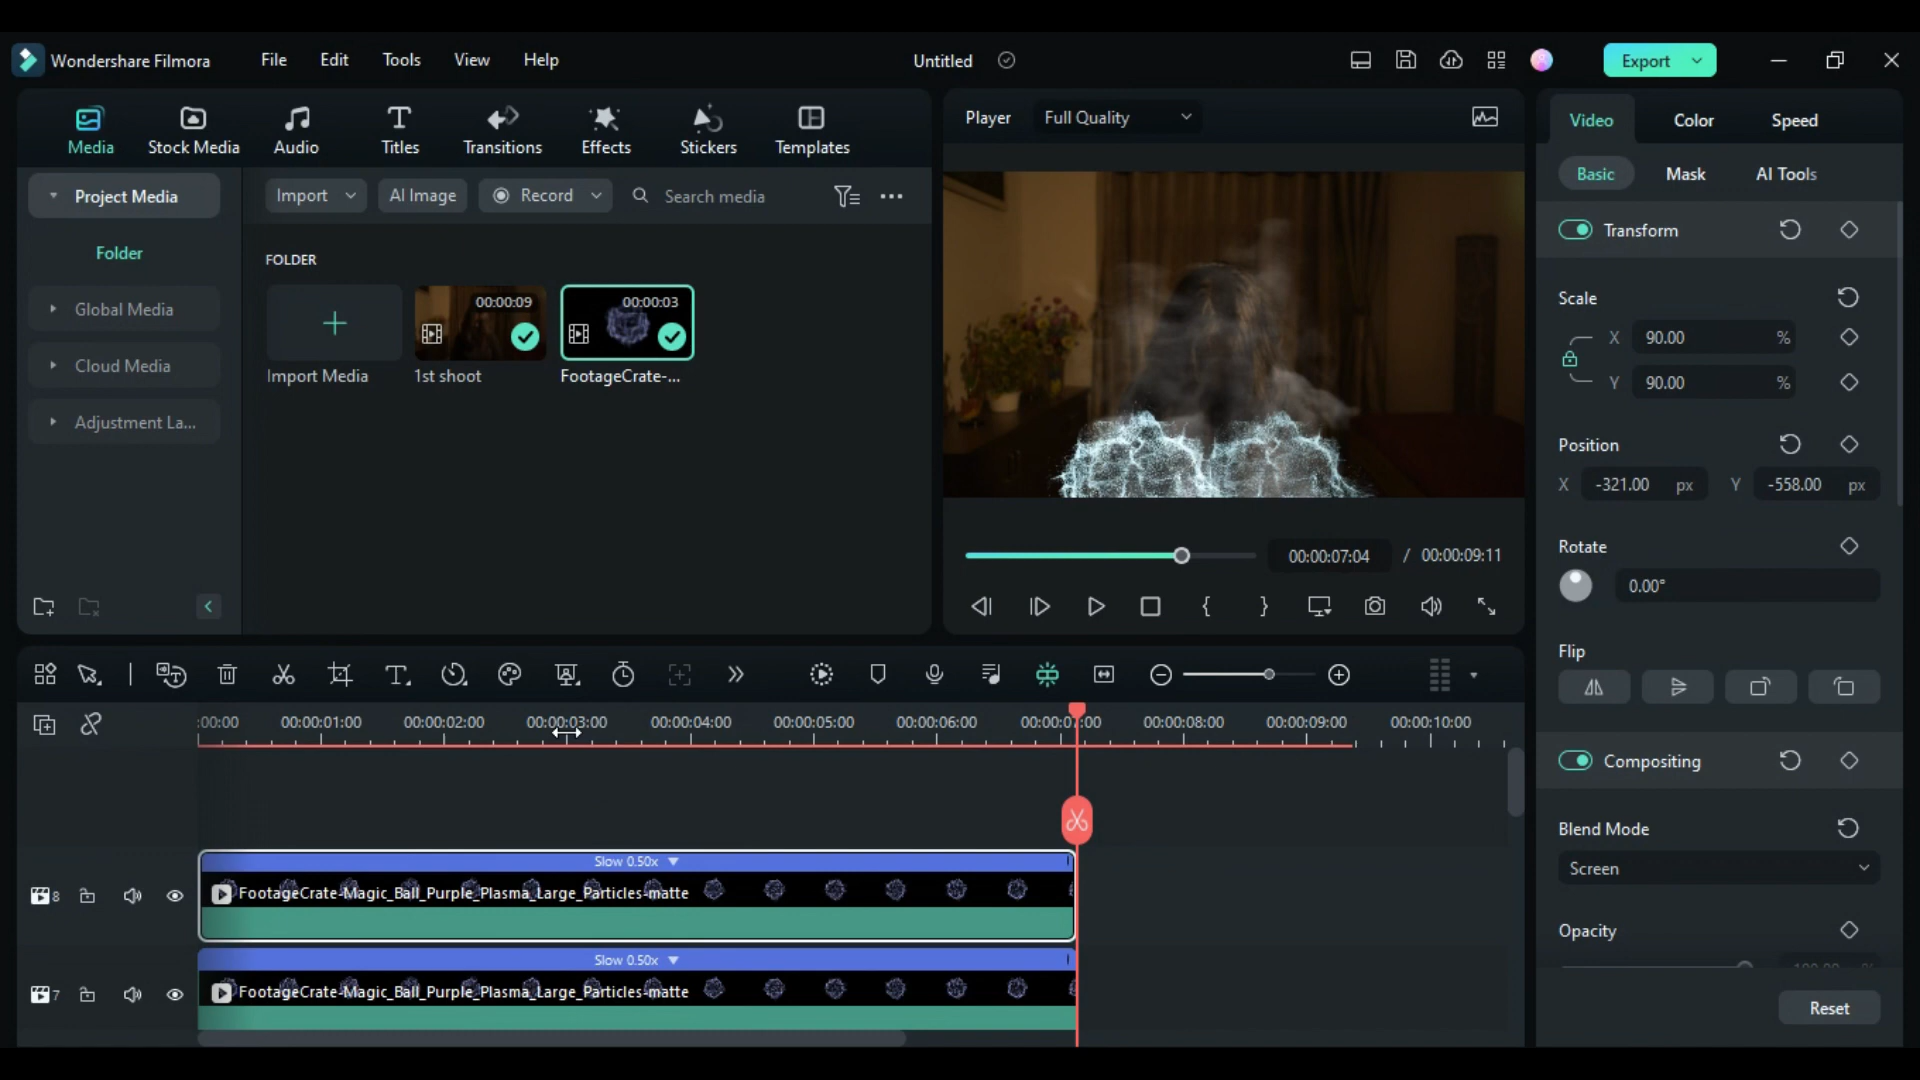 Wondershare Filmora File Edit Tools View Help Untitled Export
Media Stock Media Audio Titles Transitions Effects Stickers Templates
Player Full Quality
Video Color Speed
Project Media
Import AI Image Record Search media
Basic Mask AI Tools
Folder
Global Media
Cloud Media
Adjustment La...
FOLDER
00:00:09 00:00:03
Import Media 1st shoot FootageCrate-...
Transform
Scale
X 90.00 %
Y 90.00 %
Position
X -321.00 px Y -558.00 px
Rotate
0.00°
Flip
00:00:07:04 / 00:00:09:11
:00:00 00:00:01:00 00:00:02:00 00:00:03:00 00:00:04:00 00:00:05:00 00:00:06:00 00:00:07:00 00:00:08:00 00:00:09:00 00:00:10:00
Compositing
Blend Mode
Screen
Opacity
100.00 %
Reset
Slow 0.50x
8 FootageCrate-Magic_Ball_Purple_Plasma_Large_Particles-matte
Slow 0.50x
7 FootageCrate-Magic_Ball_Purple_Plasma_Large_Particles-matte